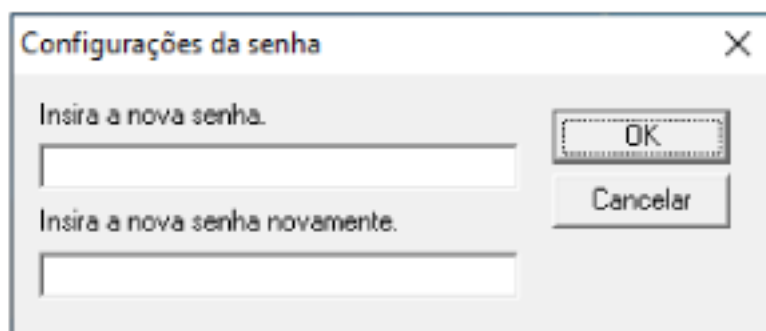 Configurações da senha
Insira a nova senha.
OK
Cancelar
Insira a nova senha novamente.